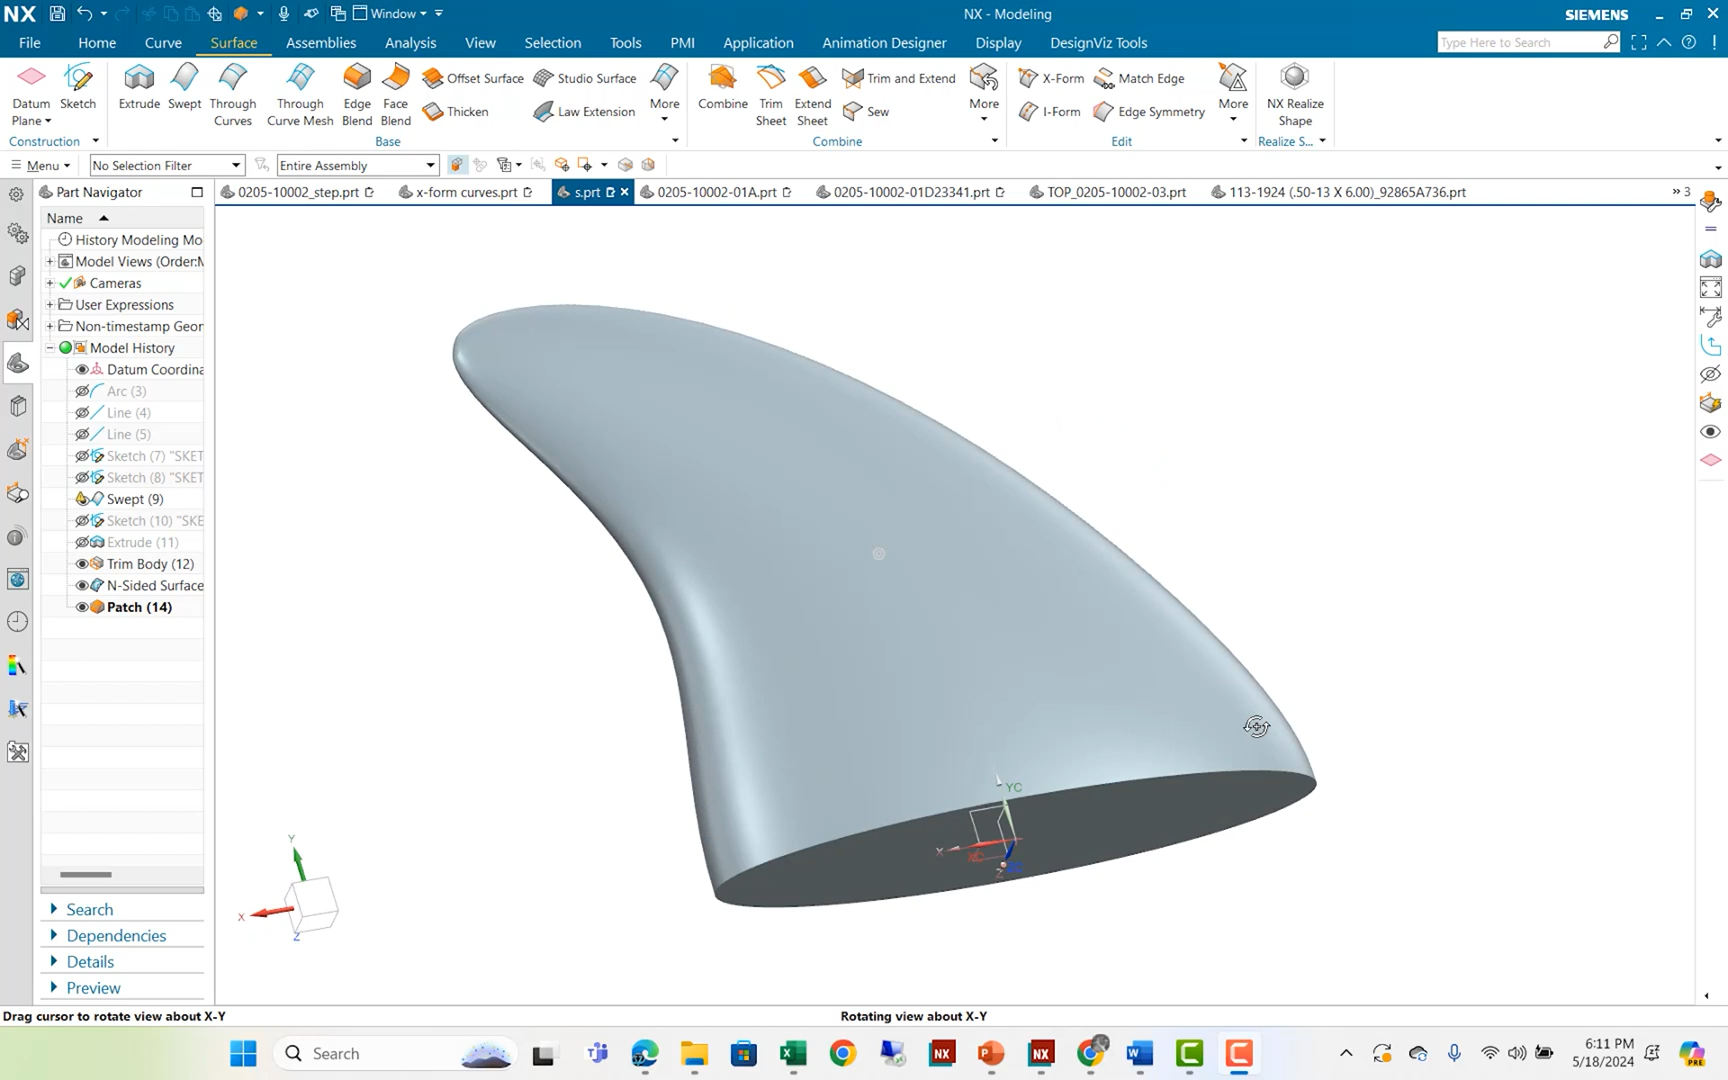 NX
Window
NX - Modeling
SIEMENS
File Home Curve Surface Assemblies Analysis View Selection Tools PMI Application Animation Designer Display DesignViz Tools
Type Here to Search
Datum Plane
Sketch
Extrude
Swept
Through Curves
Through Curve Mesh
Edge Blend
Face Blend
Offset Surface
Thicken
Studio Surface
Law Extension
More
Combine
Trim Sheet
Extend Sheet
Trim and Extend
Sew
More
X-Form
I-Form
Match Edge
Edge Symmetry
More
NX Realize Shape
Construction Base Combine Edit Realize S...
Menu No Selection Filter Entire Assembly
Part Navigator
0205-10002_step.prt x-form curves.prt s.prt 0205-10002-01A.prt 0205-10002-01D23341.prt TOP_0205-10002-03.prt 113-1924 (.50-13 X 6.00)_92865A736.prt 3
Name
History Modeling Mo
Model Views (Order:M
Cameras
User Expressions
Non-timestamp Geor
Model History
Datum Coordina
Arc (3)
Line (4)
Line (5)
Sketch (7) "SKET
Sketch (8) "SKET
Swept (9)
Sketch (10) "SKE
Extrude (11)
Trim Body (12)
N-Sided Surface
Patch (14)
YC
X
Z
Y
X
Z
Search
Dependencies
Details
Preview
Drag cursor to rotate view about X-Y
Rotating view about X-Y
Search
NX
NX
6:11 PM
5/18/2024
PRE